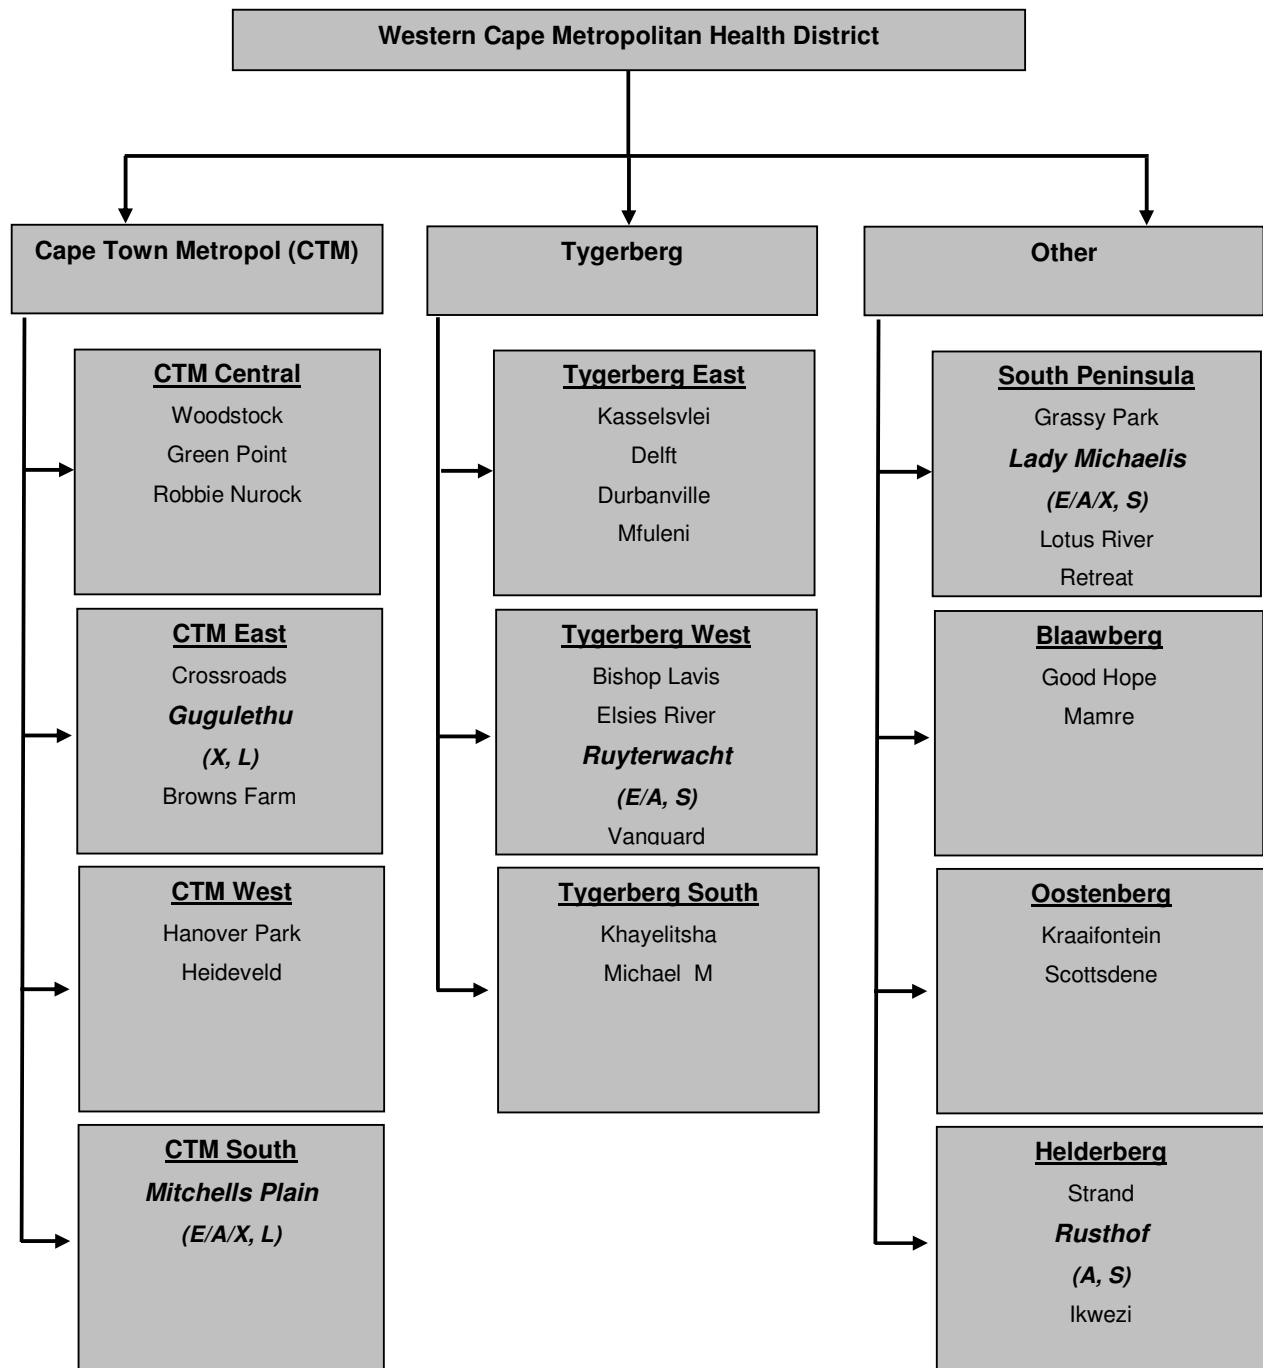 Western Cape Metropolitan Health District
Cape Town Metropol (CTM)
Tygerberg
Other
CTM Central
Woodstock
Green Point
Robbie Nurock
CTM East
Crossroads
Gugulethu
(X, L)
Browns Farm
CTM West
Hanover Park
Heideveld
CTM South
Mitchells Plain
(E/A/X, L)
Tygerberg East
Kasselsvlei
Delft
Durbanville
Mfuleni
Tygerberg West
Bishop Lavis
Elsies River
Ruyterwacht
(E/A, S)
Vanguard
Tygerberg South
Khayelitsha
Michael M
South Peninsula
Grassy Park
Lady Michaelis
(E/A/X, S)
Lotus River
Retreat
Blaawberg
Good Hope
Mamre
Oostenberg
Kraaifontein
Scottsdene
Helderberg
Strand
Rusthof
(A, S)
Ikwezi